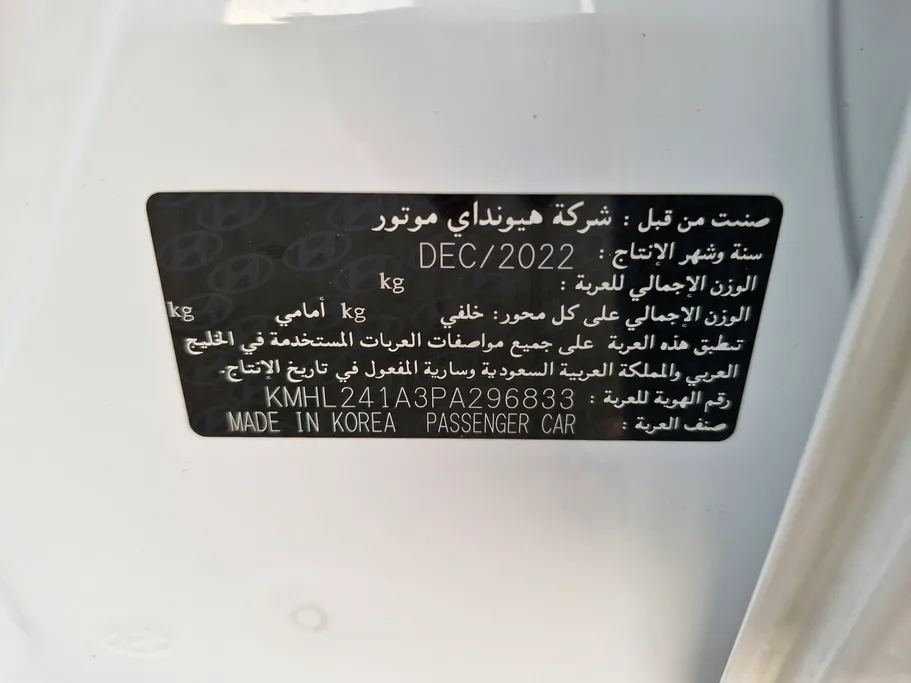 صنعت من قبل : شركة هيونداي موتور
سنة وشهر الإنتاج : DEC/2022
الوزن الإجمالي للعربة : kg
الوزن الإجمالي على كل محور: خلفي kg أمامي kg
تنطبق هذه العربة على جميع مواصفات العربات المستخدمة في الخليج
العربي والمملكة العربية السعودية وسارية المفعول في تاريخ الإنتاج.
رقم الهوية للعربة : KMHL241A3PA296833
صنف العربة : MADE IN KOREA PASSENGER CAR